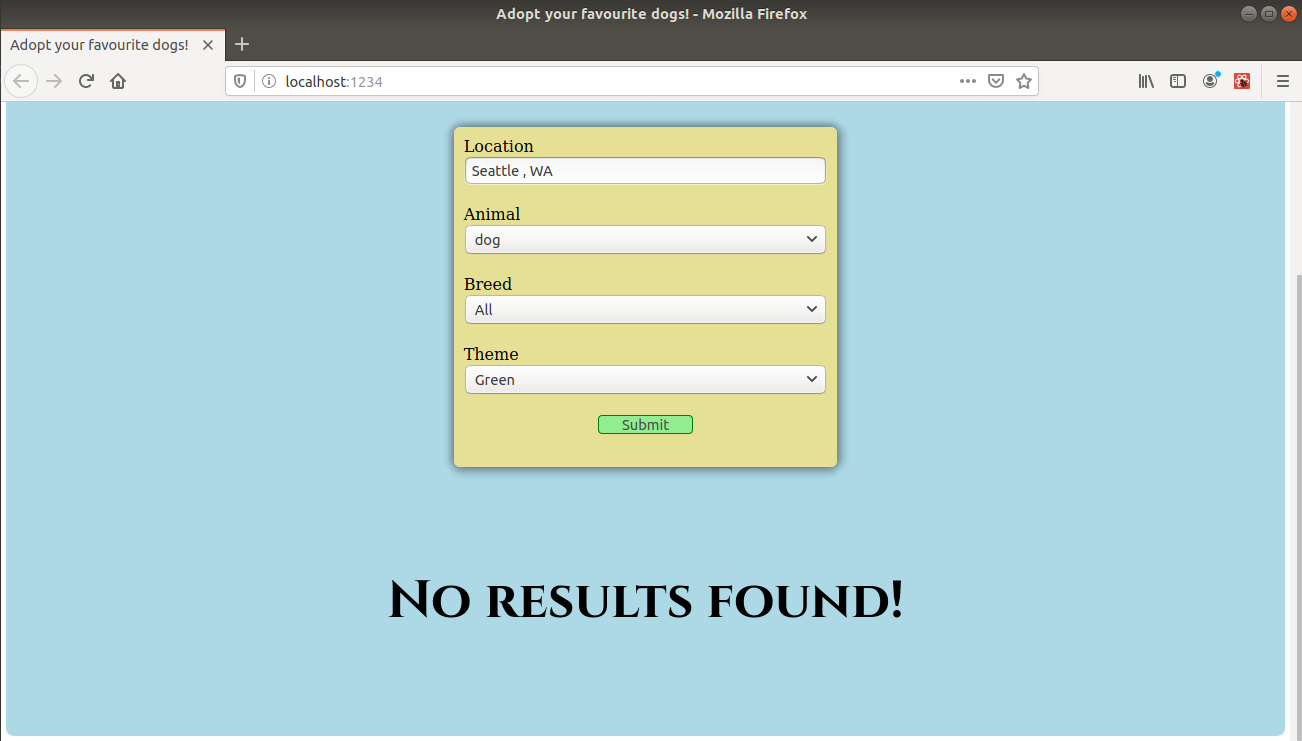 Adopt your favourite dogs! - Mozilla Firefox
Adopt your favourite dogs!
localhost:1234
Location
Seattle , WA
Animal
dog
Breed
All
Theme
Green
Submit
No results found!